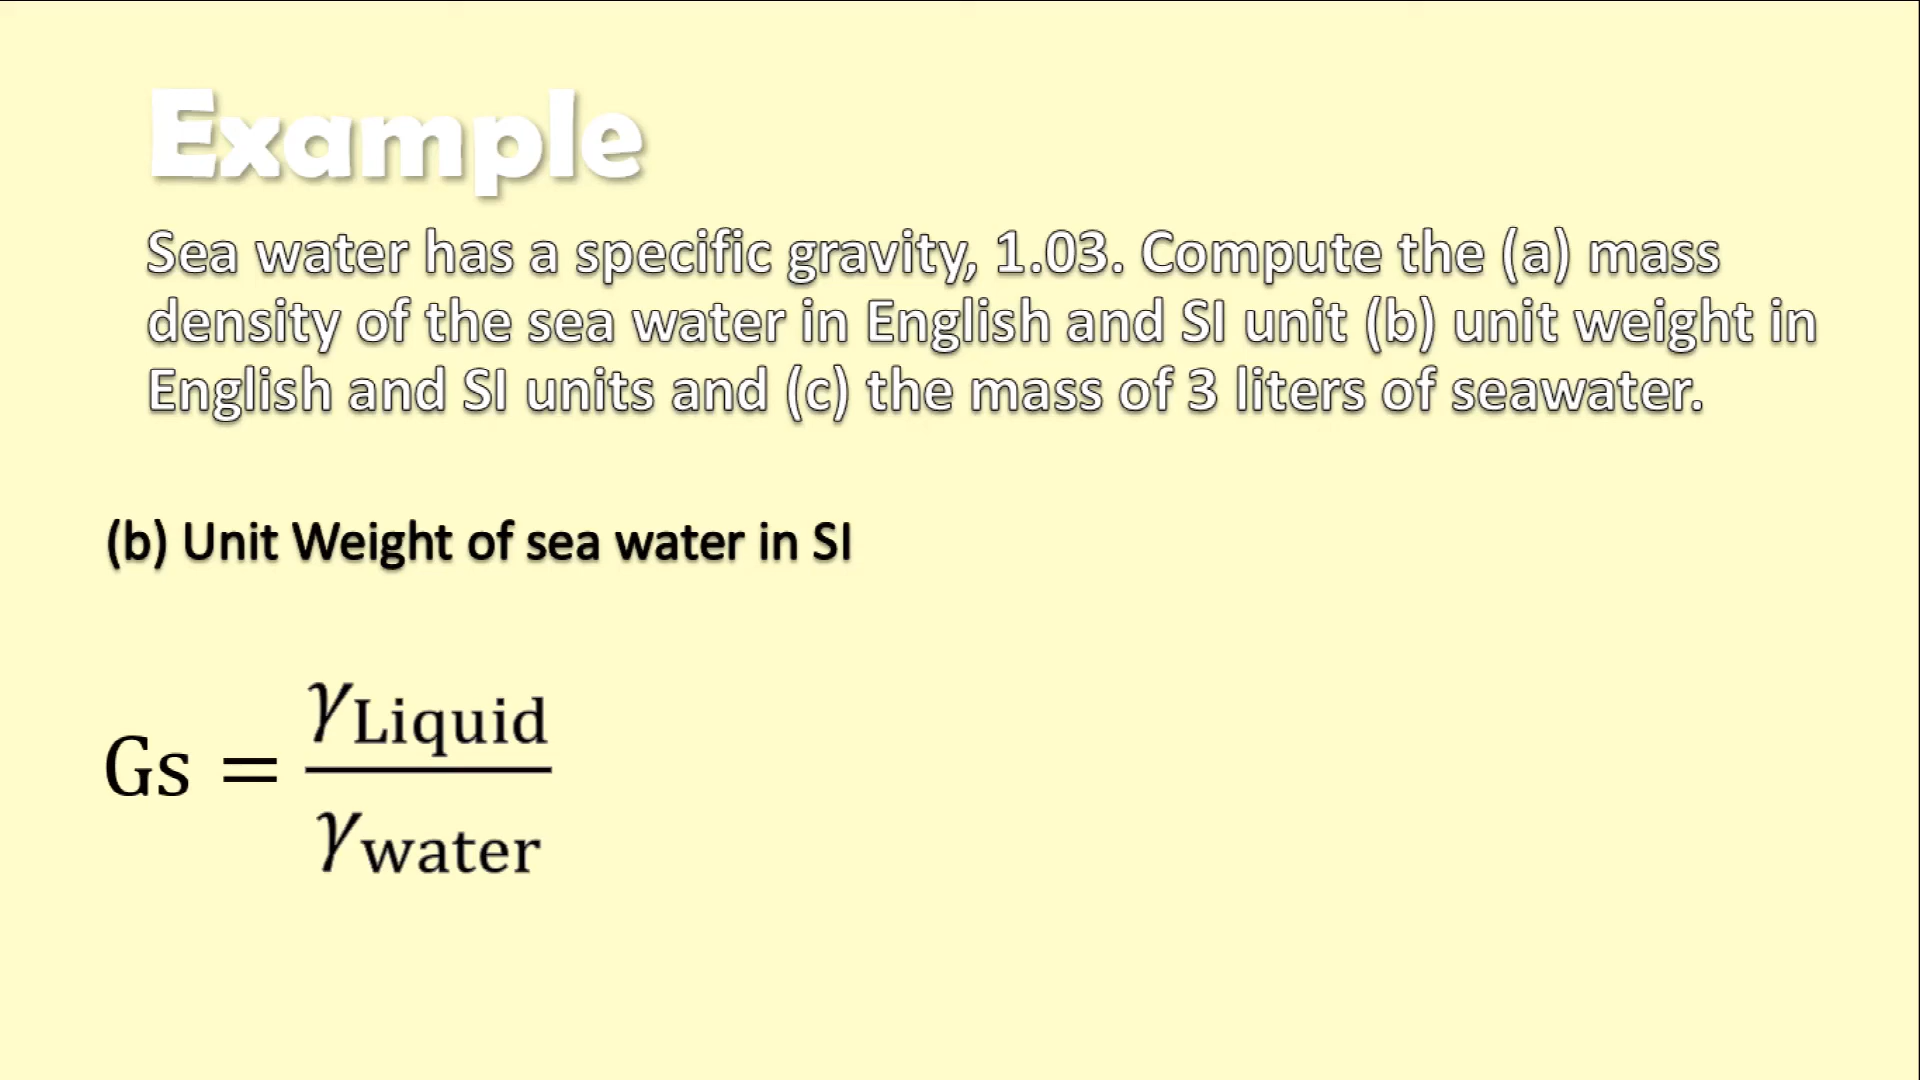 Example
Sea water has a specific gravity, 1.03. Compute the (a) mass
density of the sea water in English and SI unit (b) unit weight in
English and SI units and (c) the mass of 3 liters of seawater.
(b) Unit Weight of sea water in SI
Gs = γLiquid / γwater